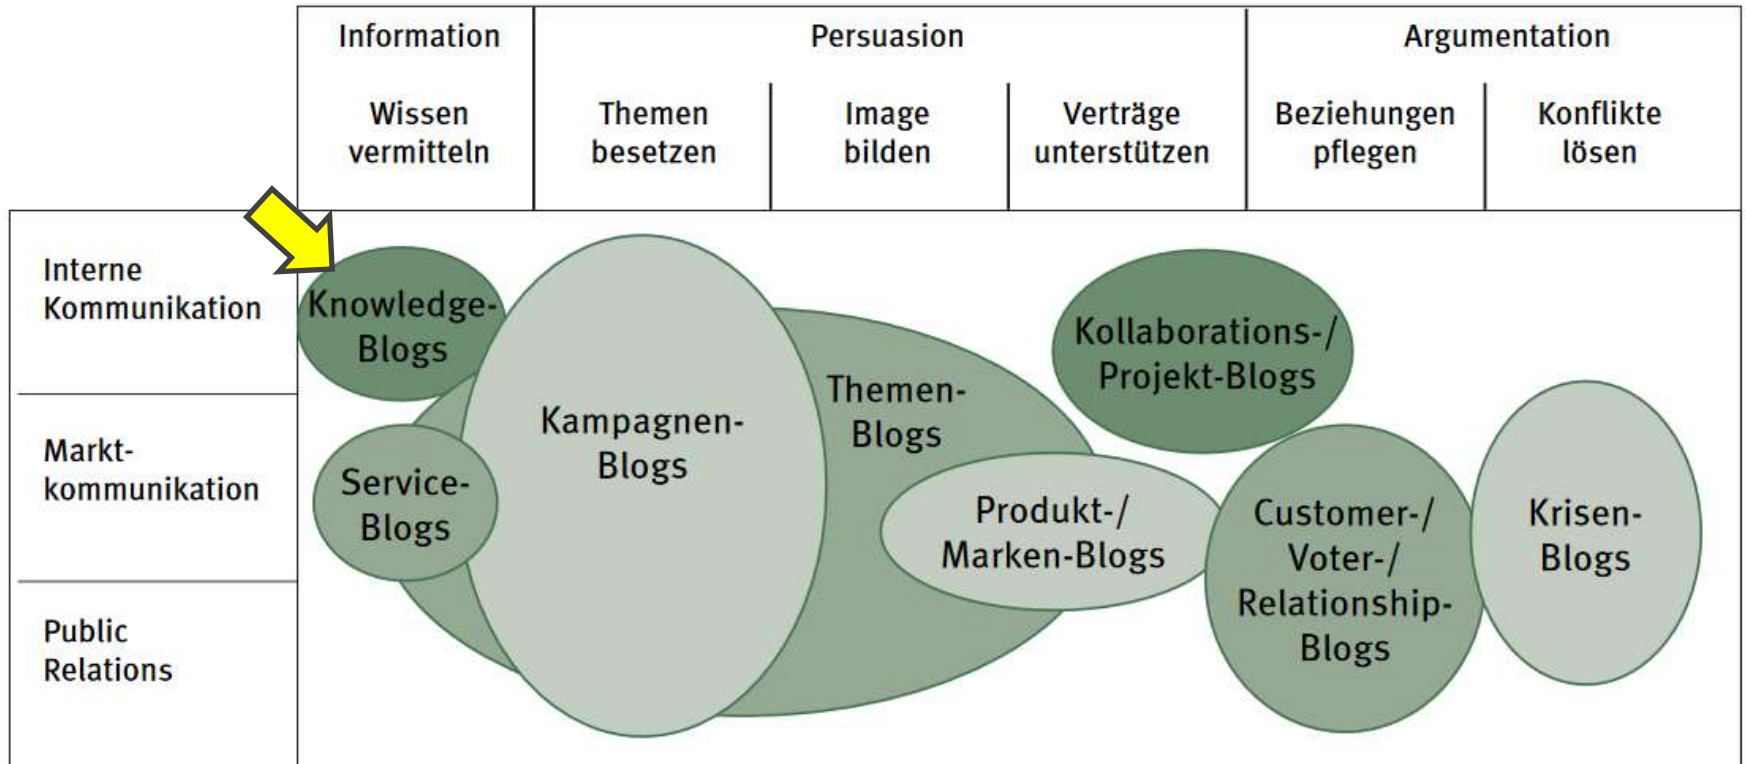 Information
Persuasion
Argumentation
Wissen
vermitteln
Themen
besetzen
Image
bilden
Verträge
unterstützen
Beziehungen
pflegen
Konflikte
lösen
Interne
Kommunikation
Markt-
kommunikation
Public
Relations
Knowledge-
Blogs
Service-
Blogs
Kampagnen-
Blogs
Themen-
Blogs
Produkt-/
Marken-Blogs
Kollaborations-/
Projekt-Blogs
Customer-/
Voter-/
Relationship-
Blogs
Krisen-
Blogs